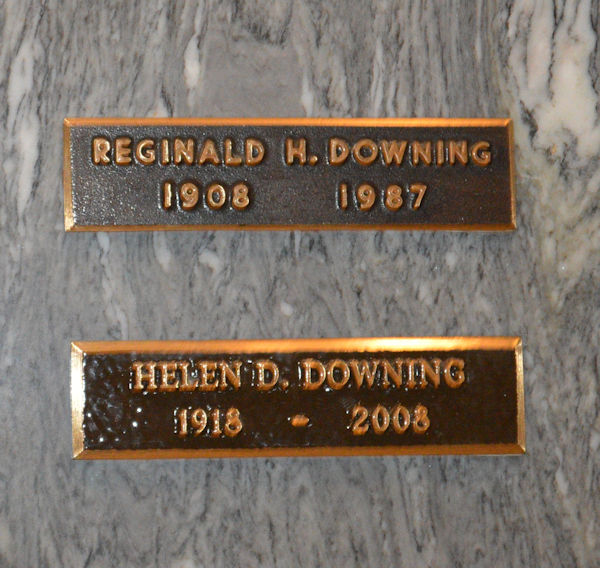 REGINALD H. DOWNING
1908 1987
HELEN D. DOWNING
1918 - 2008